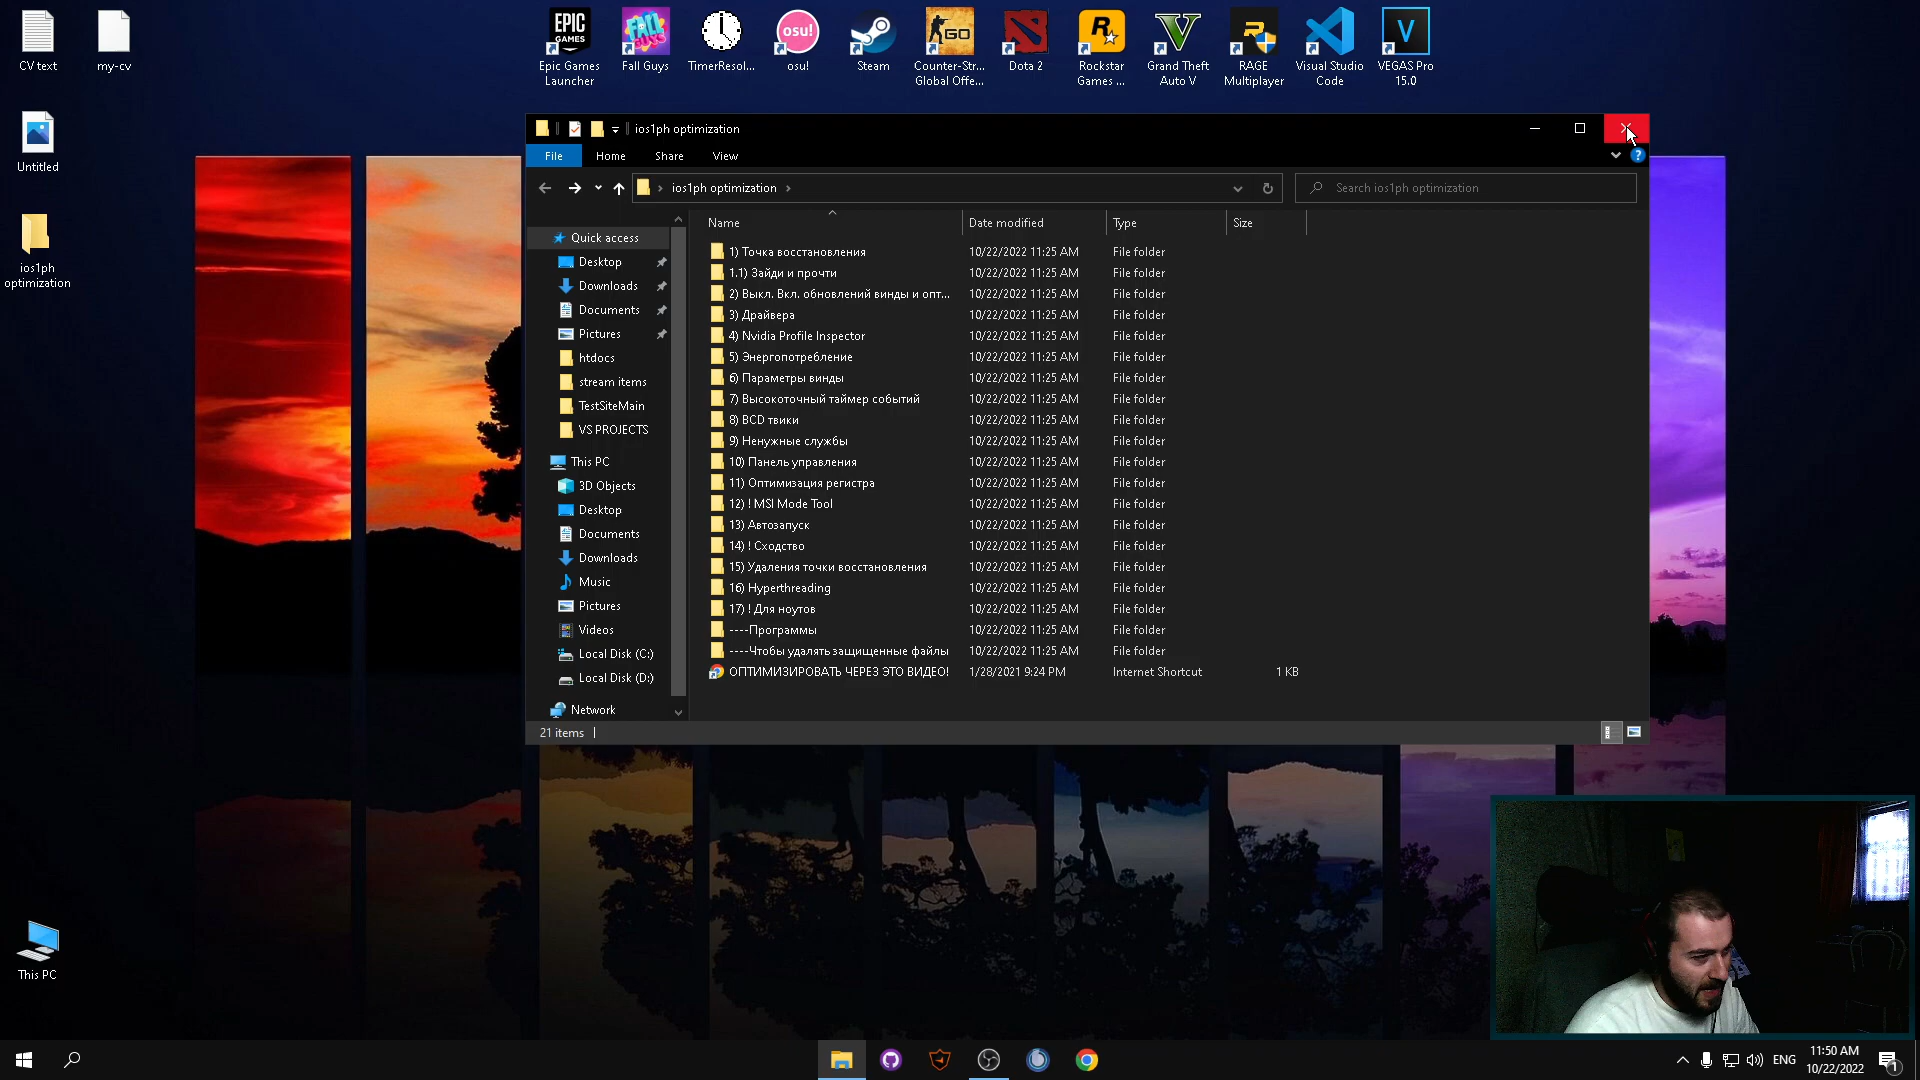 CV text
my-cv
Untitled
ios1ph
optimization
This PC
Epic Games
Launcher
Fall Guys
TimerResol...
osu!
Steam
Counter-Str...
Global Offe...
Dota 2
Rockstar
Games ...
Grand Theft
Auto V
RAGE
Multiplayer
Visual Studio
Code
VEGAS Pro
15.0
ios1ph optimization
File Home Share View
ios1ph optimization
Search ios1ph optimization
Quick access
Desktop
Downloads
Documents
Pictures
htdocs
stream items
TestSiteMain
VS PROJECTS
This PC
3D Objects
Desktop
Documents
Downloads
Music
Pictures
Videos
Local Disk (C:)
Local Disk (D:)
Network
Name Date modified Type Size
1) Точка восстановления 10/22/2022 11:25 AM File folder
1.1) Зайди и прочти 10/22/2022 11:25 AM File folder
2) Выкл. Вкл. обновлений винды и опт... 10/22/2022 11:25 AM File folder
3) Драйвера 10/22/2022 11:25 AM File folder
4) Nvidia Profile Inspector 10/22/2022 11:25 AM File folder
5) Энергопотребление 10/22/2022 11:25 AM File folder
6) Параметры винды 10/22/2022 11:25 AM File folder
7) Высокоточный таймер событий 10/22/2022 11:25 AM File folder
8) BCD твики 10/22/2022 11:25 AM File folder
9) Ненужные службы 10/22/2022 11:25 AM File folder
10) Панель управления 10/22/2022 11:25 AM File folder
11) Оптимизация регистра 10/22/2022 11:25 AM File folder
12) ! MSI Mode Tool 10/22/2022 11:25 AM File folder
13) Автозапуск 10/22/2022 11:25 AM File folder
14) ! Сходство 10/22/2022 11:25 AM File folder
15) Удаления точки восстановления 10/22/2022 11:25 AM File folder
16) Hyperthreading 10/22/2022 11:25 AM File folder
17) ! Для ноутов 10/22/2022 11:25 AM File folder
----Программы 10/22/2022 11:25 AM File folder
----Чтобы удалять защищенные файлы 10/22/2022 11:25 AM File folder
ОПТИМИЗИРОВАТЬ ЧЕРЕЗ ЭТО ВИДЕО! 1/28/2021 9:24 PM Internet Shortcut 1 KB
21 items
ENG
11:50 AM
10/22/2022
1